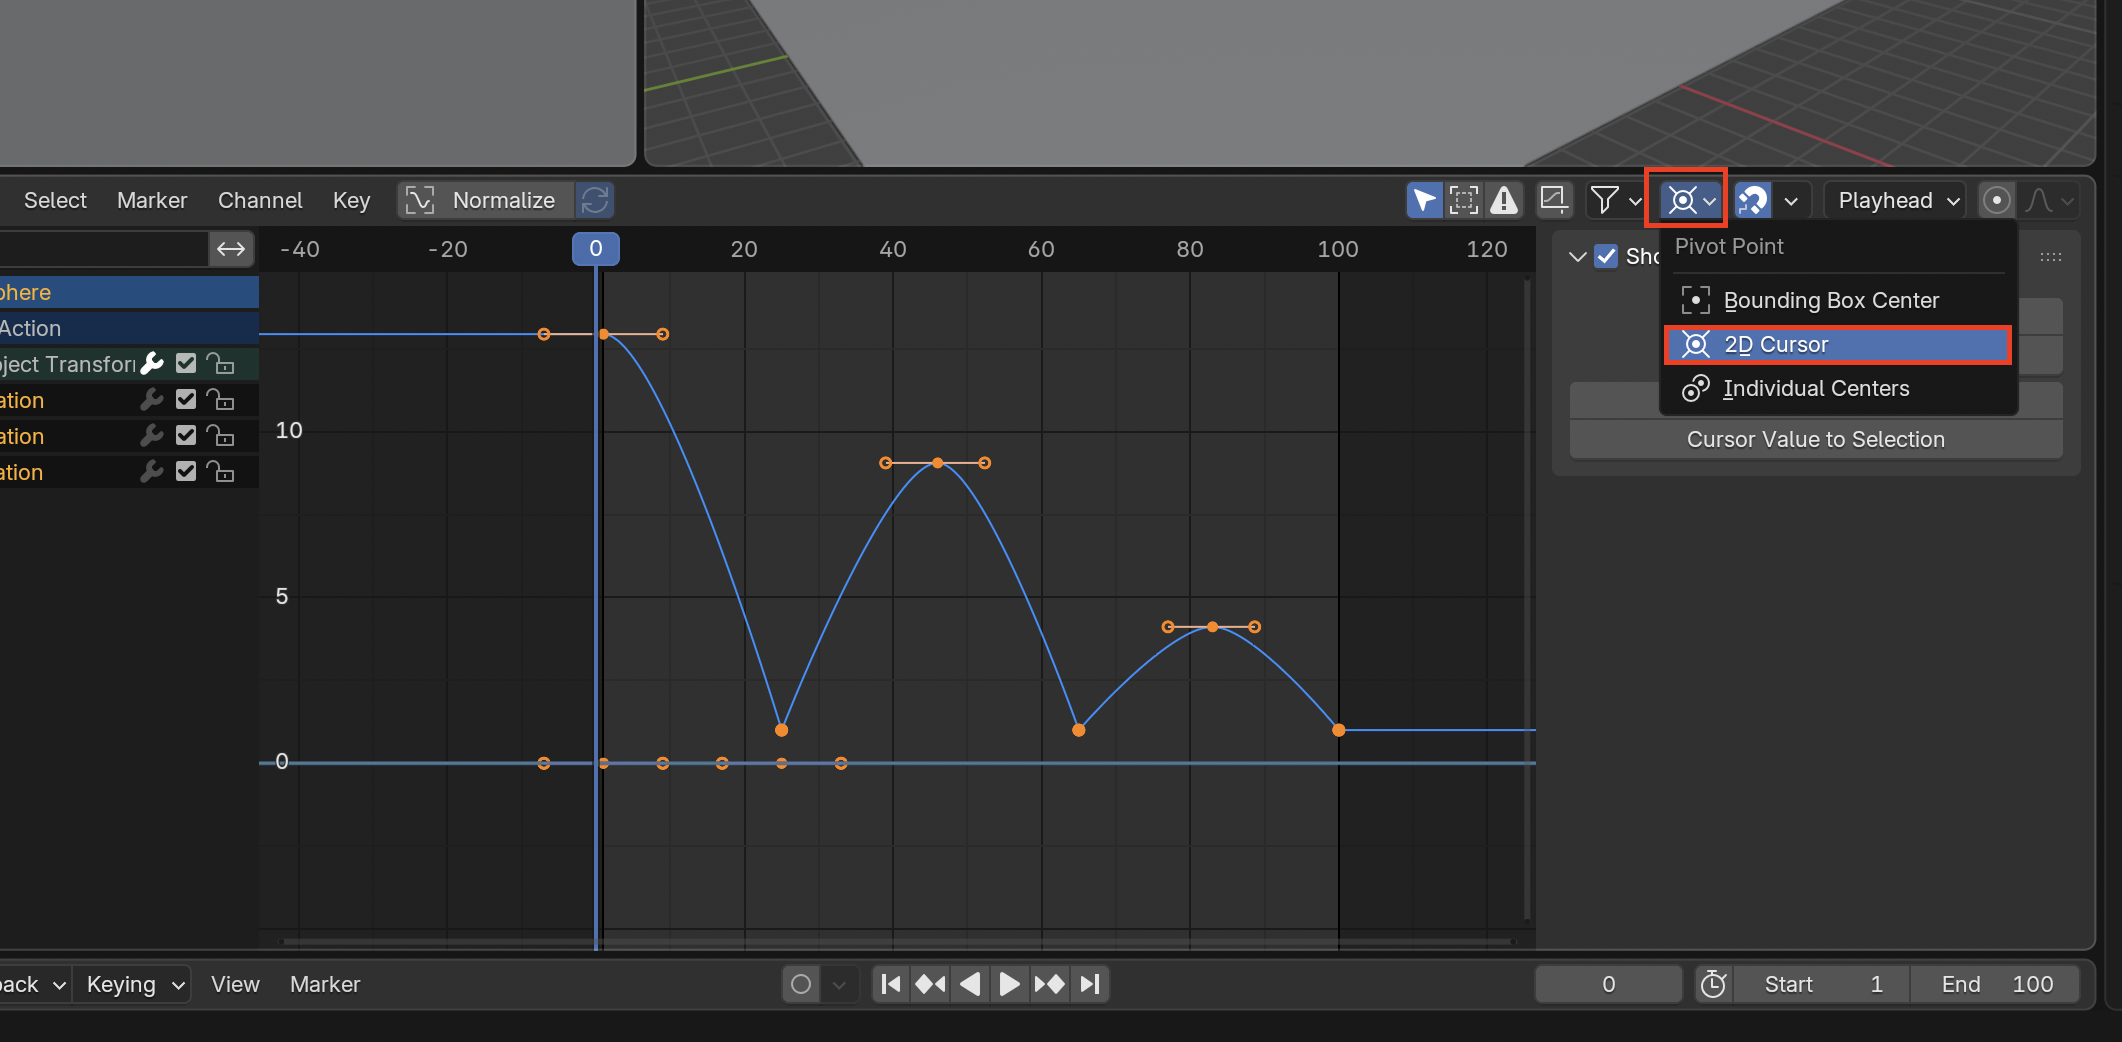 Select Marker Channel Key Normalize Playhead
-40 -20 0 20 40 60 80 100 120
Sho
Pivot Point
Bounding Box Center
2D Cursor
Individual Centers
Cursor Value to Selection
phere
Action
ject Transfor
ation
ation
ation
10
5
0
back Keying View Marker 0 Start 1 End 100